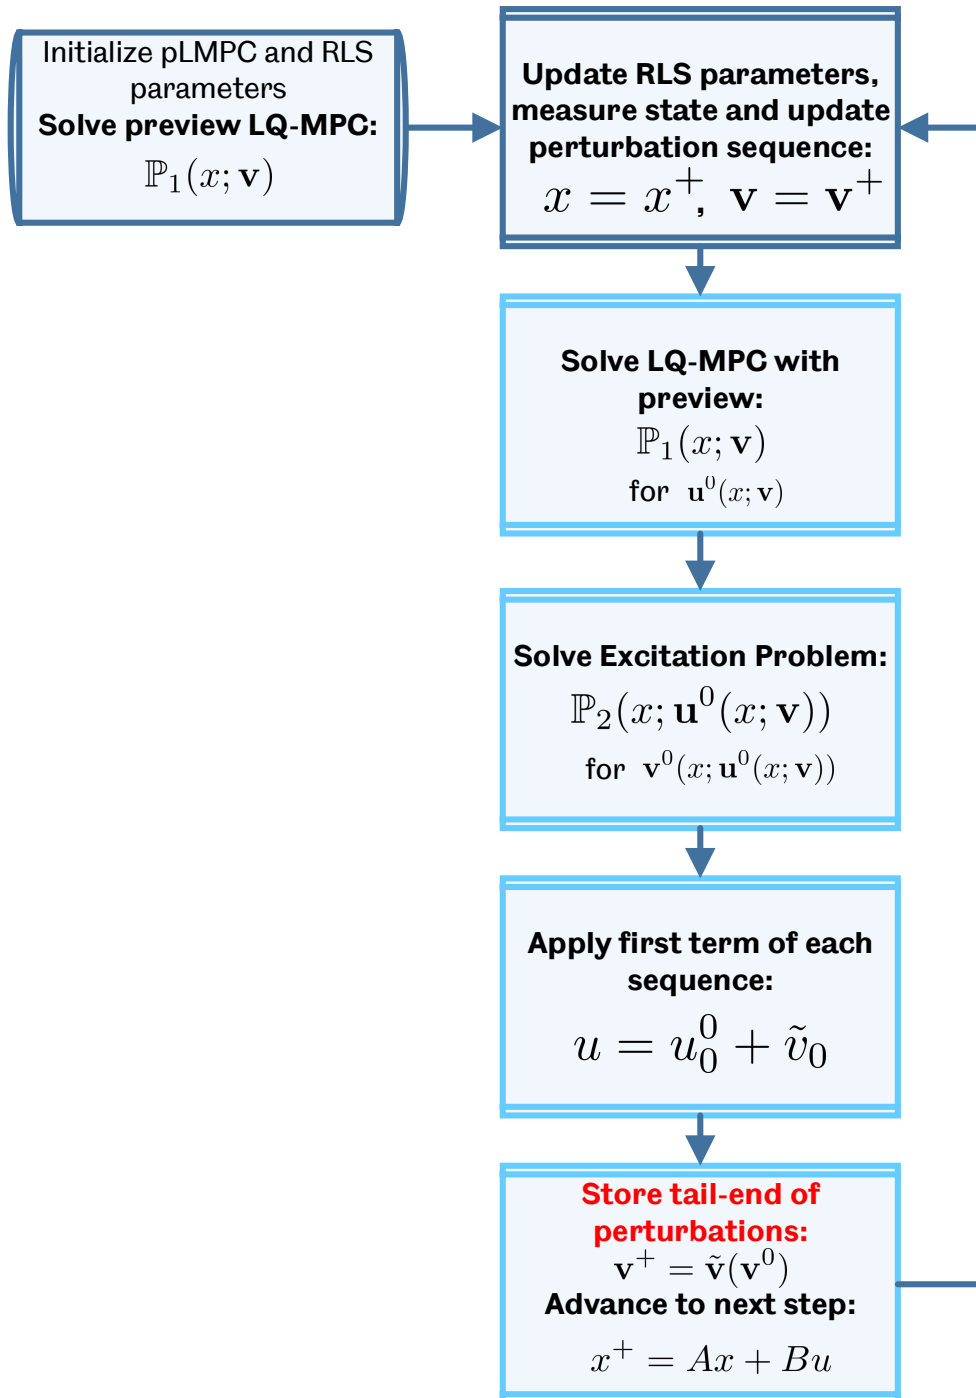 Initialize pLMPC and RLS
parameters
Solve preview LQ-MPC:
ℙ₁(x; 𝐯)
Update RLS parameters,
measure state and update
perturbation sequence:
x = x⁺, 𝐯 = 𝐯⁺
Solve LQ-MPC with
preview:
ℙ₁(x; 𝐯)
for 𝐮⁰(x; 𝐯)
Solve Excitation Problem:
ℙ₂(x; 𝐮⁰(x; 𝐯))
for 𝐯⁰(x; 𝐮⁰(x; 𝐯))
Apply first term of each
sequence:
u = u₀⁰ + ṽ₀
Store tail-end of
perturbations:
𝐯⁺ = 𝐯̃(𝐯⁰)
Advance to next step:
x⁺ = Ax + Bu